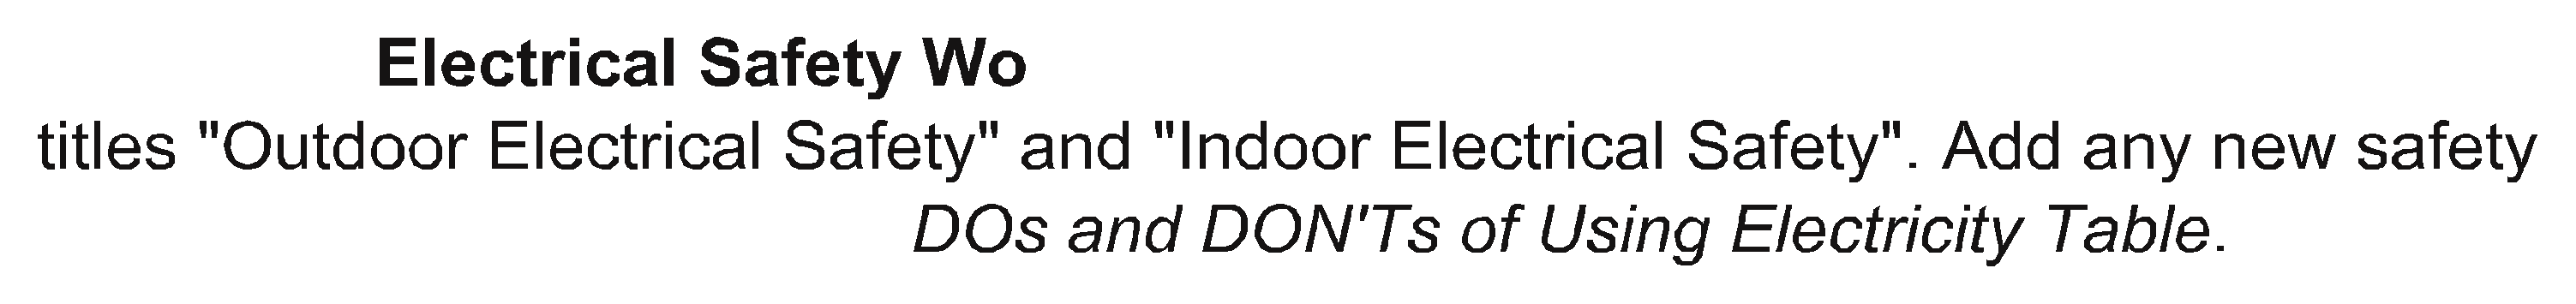 Electrical Safety Wo
titles "Outdoor Electrical Safety" and "Indoor Electrical Safety". Add any new safety
DOs and DON'Ts of Using Electricity Table.